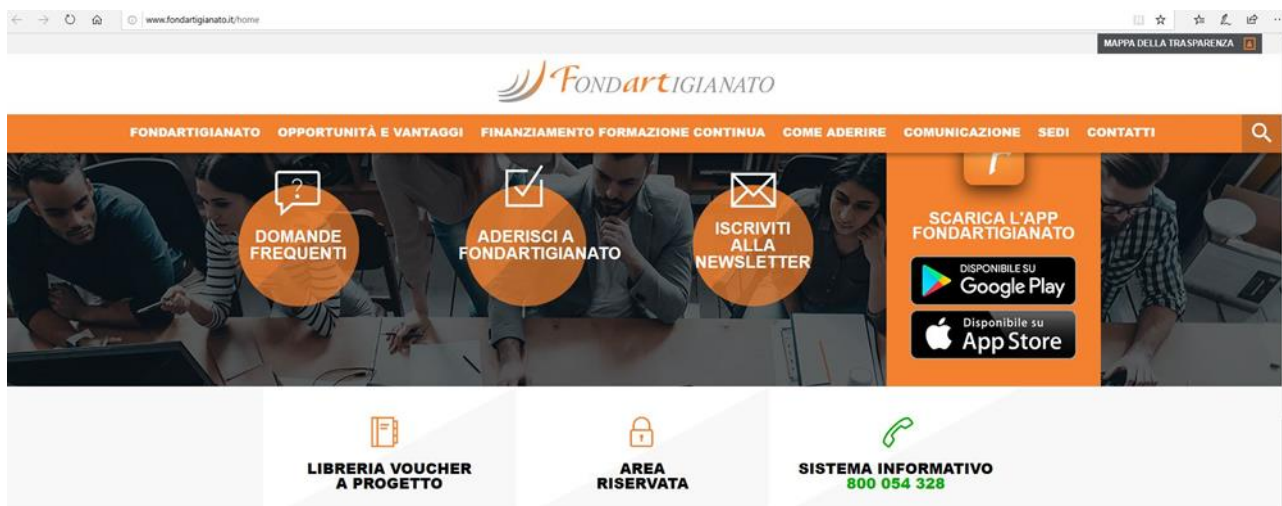 www.fondartigianato.it/home
MAPPA DELLA TRASPARENZA
FONDartIGIANATO
FONDARTIGIANATO OPPORTUNITÀ E VANTAGGI FINANZIAMENTO FORMAZIONE CONTINUA COME ADERIRE COMUNICAZIONE SEDI CONTATTI
?
DOMANDE
FREQUENTI
ADERISCI A
FONDARTIGIANATO
ISCRIVITI
ALLA
NEWSLETTER
SCARICA L'APP
FONDARTIGIANATO
DISPONIBILE SU
Google Play
Disponibile su
App Store
LIBRERIA VOUCHER
A PROGETTO
AREA
RISERVATA
SISTEMA INFORMATIVO
800 054 328